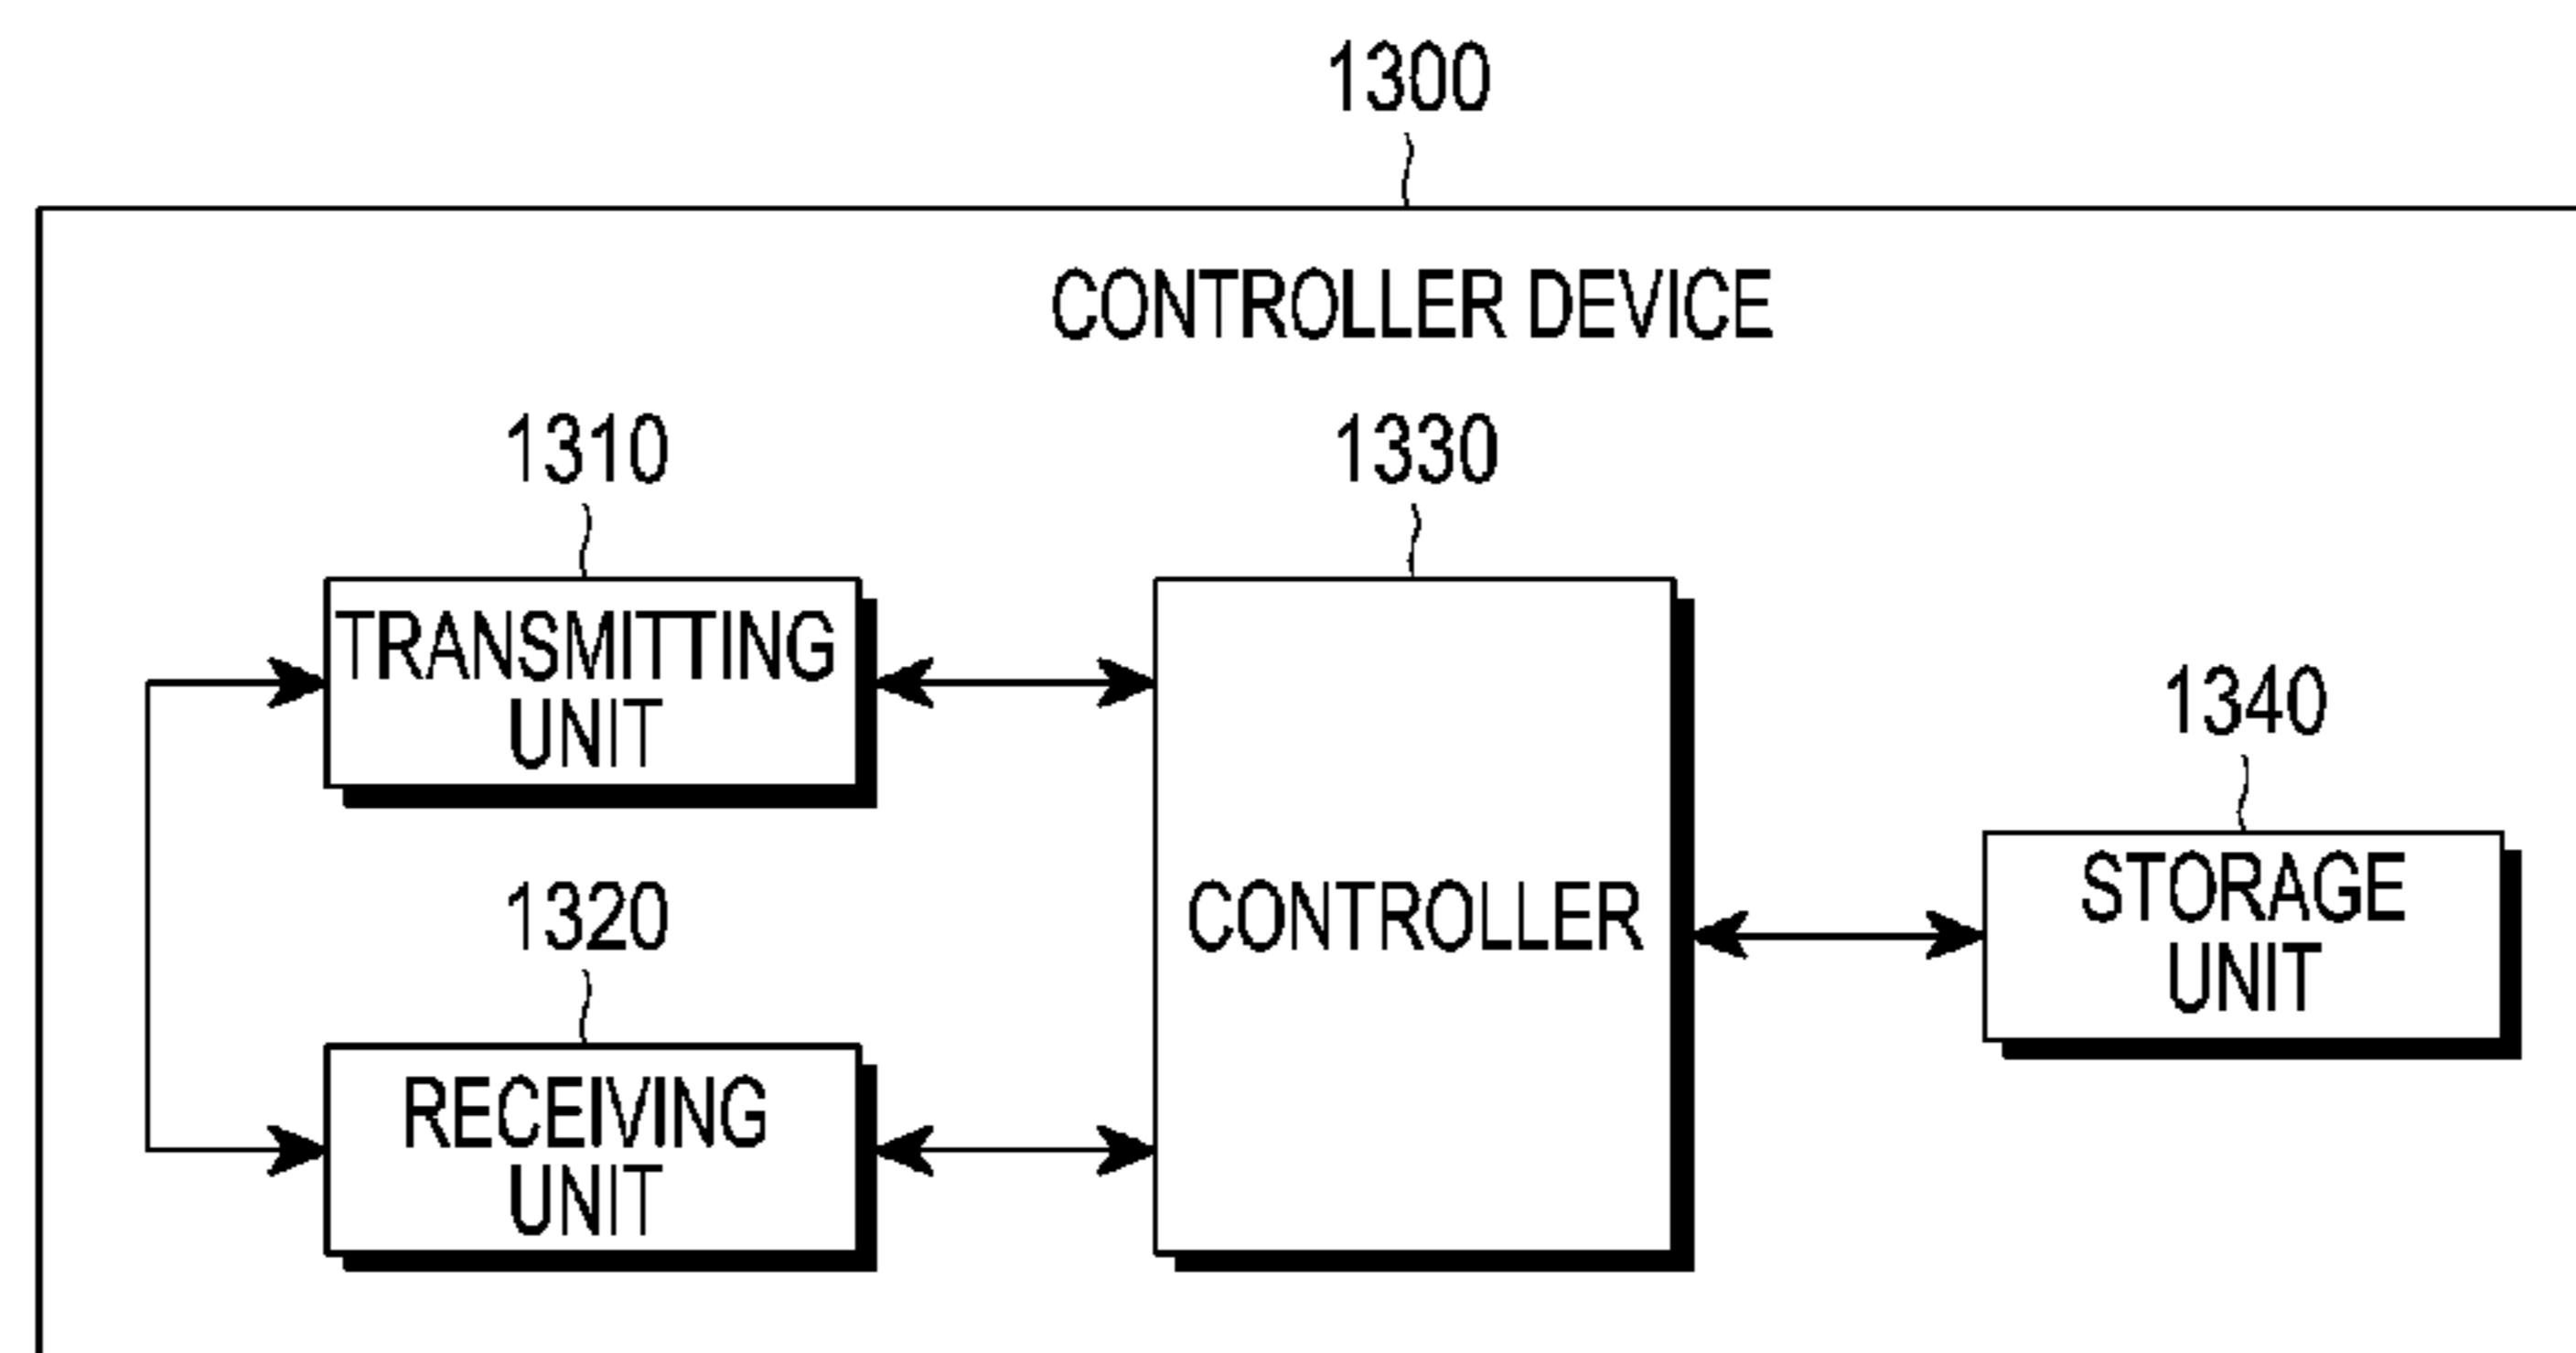 1300
CONTROLLER DEVICE
1310
1330
TRANSMITTING
UNIT
1340
1320
CONTROLLER
STORAGE
UNIT
RECEIVING
UNIT